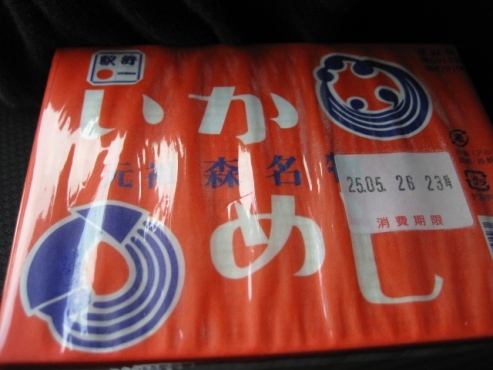 駅弁
いか
元祖 森名物
25.05. 26 23時
消費期限
めし